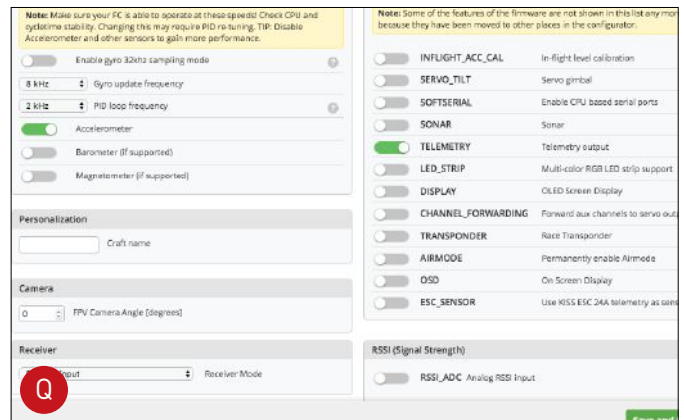 Note: Make sure your FC is able to operate at these speeds! Check CPU and
cycletime stability. Changing this may require PID re-tuning. TIP: Disable
Accelerometer and other sensors to gain more performance.
Enable gyro 32khz sampling mode
8 kHz Gyro update frequency
2 kHz PID loop frequency
Accelerometer
Barometer (if supported)
Magnetometer (if supported)
Personalization
Craft name
Camera
0 FPV Camera Angle [degrees]
Receiver
Input Receiver Mode
Q
Note: Some of the features of the firmware are not shown in this list any
because they have been moved to other places in the configurator.
INFLIGHT_ACC_CAL In-flight level calibration
SERVO_TILT Servo gimbal
SOFTSERIAL Enable CPU based serial ports
SONAR Sonar
TELEMETRY Telemetry output
LED_STRIP Multi-color RGB LED strip support
DISPLAY OLED Screen Display
CHANNEL_FORWARDING Forward aux channels to servo
TRANSPONDER Race Transponder
AIRMODE Permanently enable Airmode
OSD On Screen Display
ESC_SENSOR Use KISS ESC 24A telemetry as
RSSI (Signal Strength)
RSSI_ADC Analog RSSI input
Save and